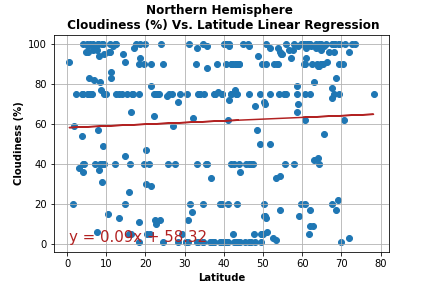 Northern Hemisphere
Cloudiness (%) Vs. Latitude Linear Regression
Cloudiness (%)
100
80
60
40
20
0
y = 0.09x + 58.32
0 10 20 30 40 50 60 70 80
Latitude